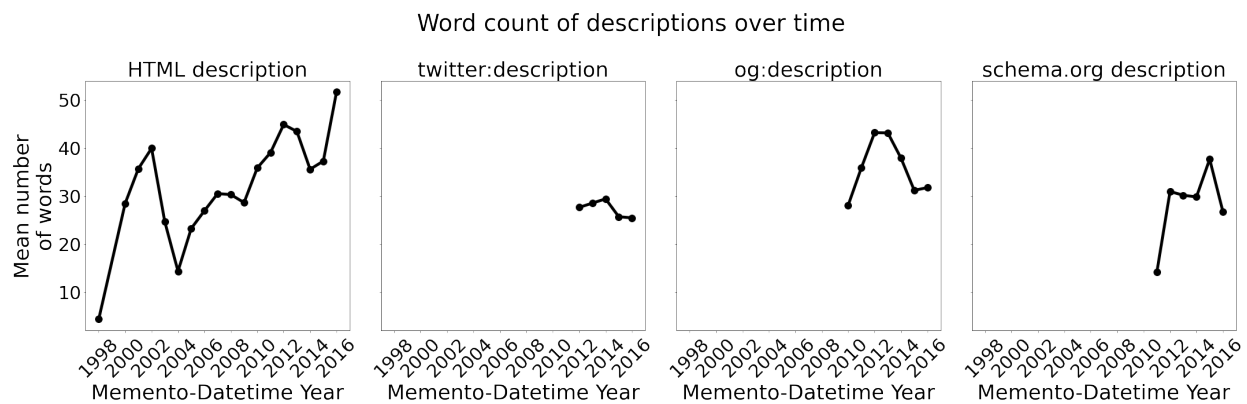 Word count of descriptions over time
HTML description
twitter:description
og:description
schema.org description
Mean number
of words
50
40
30
20
10
1998 2000 2002 2004 2006 2008 2010 2012 2014 2016
1998 2000 2002 2004 2006 2008 2010 2012 2014 2016
1998 2000 2002 2004 2006 2008 2010 2012 2014 2016
1998 2000 2002 2004 2006 2008 2010 2012 2014 2016
Memento-Datetime Year
Memento-Datetime Year
Memento-Datetime Year
Memento-Datetime Year